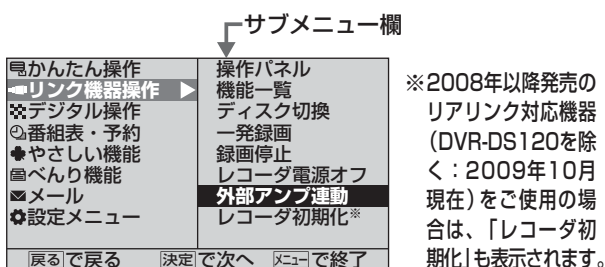 サブメニュー欄
かんたん操作
リンク機器操作
デジタル操作
番組表・予約
やさしい機能
べんり機能
メール
設定メニュー
操作パネル
機能一覧
ディスク切換
一発録画
録画停止
レコーダ電源オフ
外部アンプ連動
レコーダ初期化※
戻る で戻る 決定 で次へ メニュー で終了
※2008年以降発売の
リアリンク対応機器
(DVR-DS120を除
く:2009年10月
現在)をご使用の場
合は、「レコーダ初
期化」も表示されます。